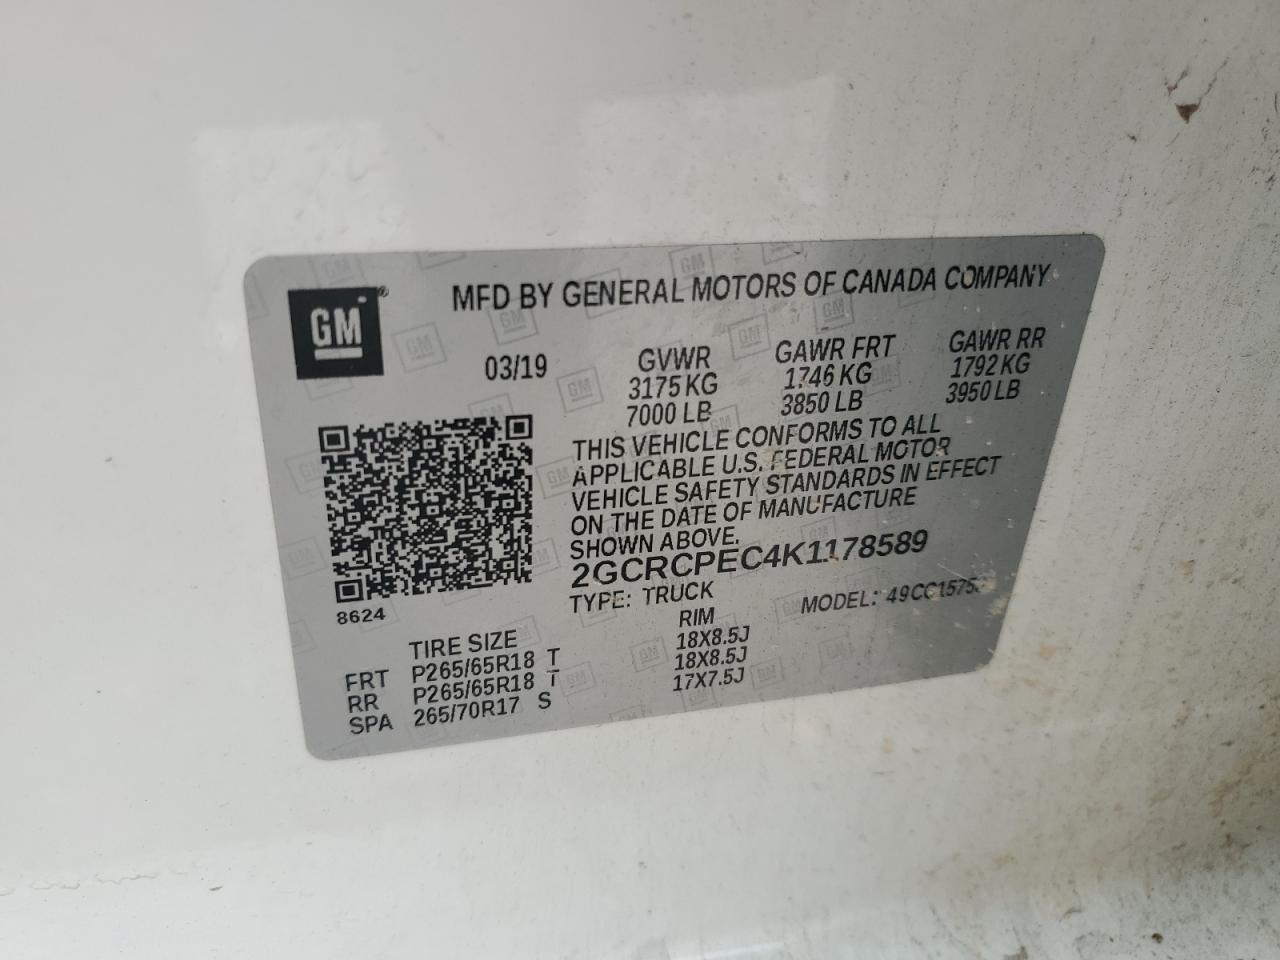 GM®
MFD BY GENERAL MOTORS OF CANADA COMPANY
03/19 GVWR GAWR FRT GAWR RR
3175 KG 1746 KG 1792 KG
7000 LB 3850 LB 3950 LB
THIS VEHICLE CONFORMS TO ALL
APPLICABLE U.S. FEDERAL MOTOR
VEHICLE SAFETY STANDARDS IN EFFECT
ON THE DATE OF MANUFACTURE
SHOWN ABOVE.
2GCRCPEC4K1178589
TYPE: TRUCK MODEL:
8624
TIRE SIZE RIM
FRT P265/65R18 T 18X8.5J
RR P265/65R18 T 18X8.5J
SPA 265/70R17 S 17X7.5J